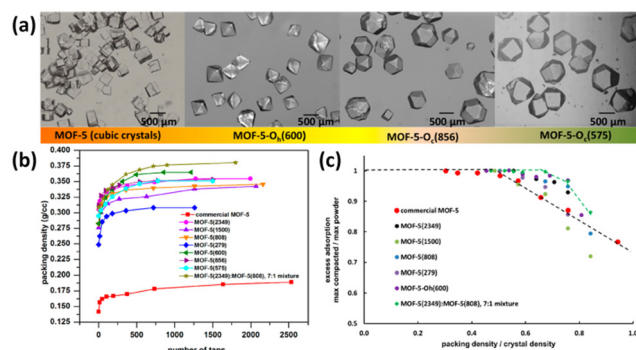 (a)
500 μm
500 μm
500 μm
500 μm
MOF-5 (cubic crystals) MOF-5-Oh(600) MOF-5-Oc(856) MOF-5-Oc(575)
(b)
packing density (g/cc)
0.375
0.350
0.325
0.300
0.275
0.250
0.225
0.200
0.175
0.150
0.125
commercial MOF-5
MOF-5(2349)
MOF-5(1500)
MOF-5(808)
MOF-5(279)
MOF-5(600)
MOF-5(856)
MOF-5(575)
MOF-5(2349):MOF-5(808), 7:1 mixture
0 500 1000 1500 2000 2500
number of taps
(c)
excess adsorption
max compacted / max powder
1
0.9
0.8
0.7
0.6
0.5
commercial MOF-5
MOF-5(2349)
MOF-5(1500)
MOF-5(808)
MOF-5(279)
MOF-5-Oh(600)
MOF-5(2349):MOF-5(808), 7:1 mixture
0.0 0.2 0.4 0.6 0.8 1.0
packing density / crystal density